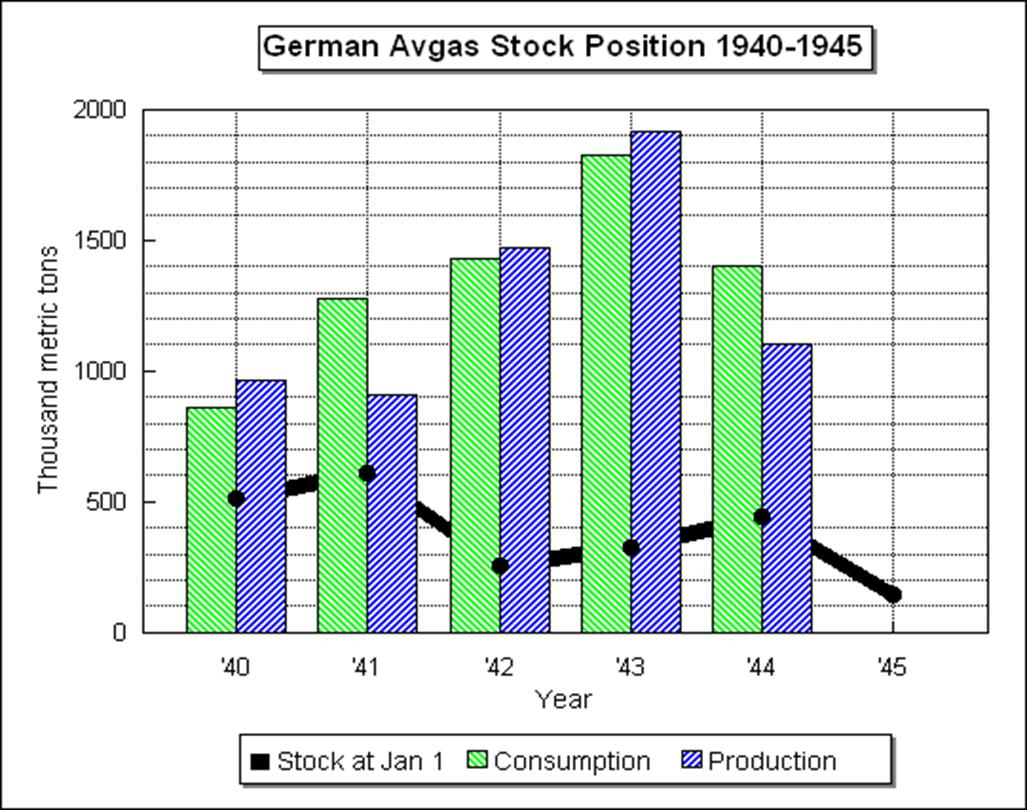 German Avgas Stock Position 1940-1945
2000
1500
1000
500
0
Thousand metric tons
'40 '41 '42 '43 '44 '45
Year
Stock at Jan 1 Consumption Production